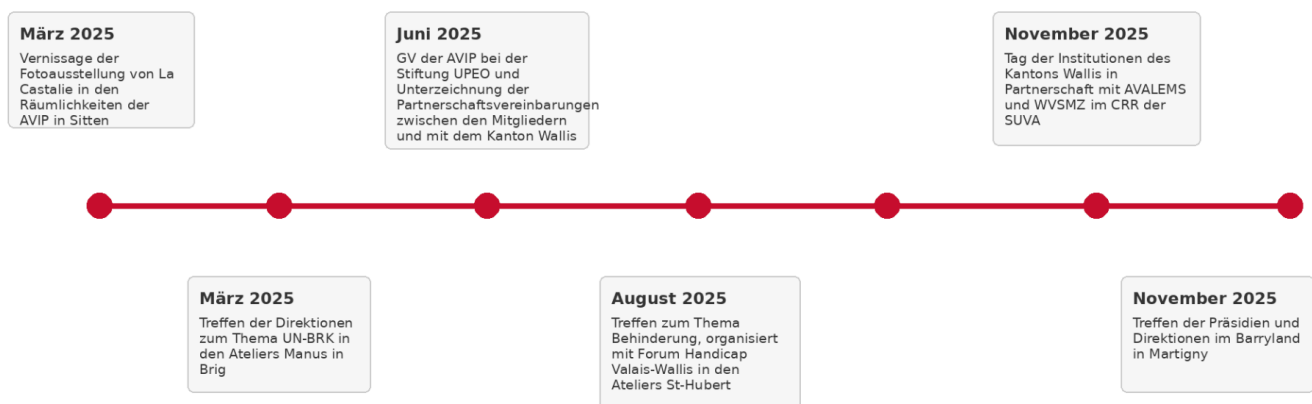 März 2025
Vernissage der
Fotoausstellung von La
Castalie in den
Räumlichkeiten der
AVIP in Sitten
Juni 2025
GV der AVIP bei der
Stiftung UPEO und
Unterzeichnung der
Partnerschaftsvereinbarungen
zwischen den Mitgliedern
und mit dem Kanton Wallis
November 2025
Tag der Institutionen des
Kantons Wallis in
Partnerschaft mit AVALEMS
und WVSMZ im CRR der
SUVA
März 2025
Treffen der Direktionen
zum Thema UN-BRK in
den Ateliers Manus in
Brig
August 2025
Treffen zum Thema
Behinderung, organisiert
mit Forum Handicap
Valais-Wallis in den
Ateliers St-Hubert
November 2025
Treffen der Präsidien und
Direktionen im Barryland
in Martigny